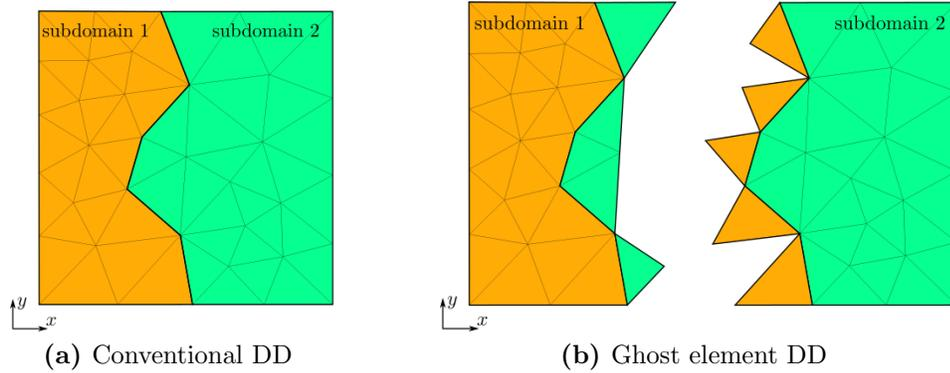 subdomain 1 subdomain 2
y
x
(a) Conventional DD
subdomain 1 subdomain 2
y
x
(b) Ghost element DD